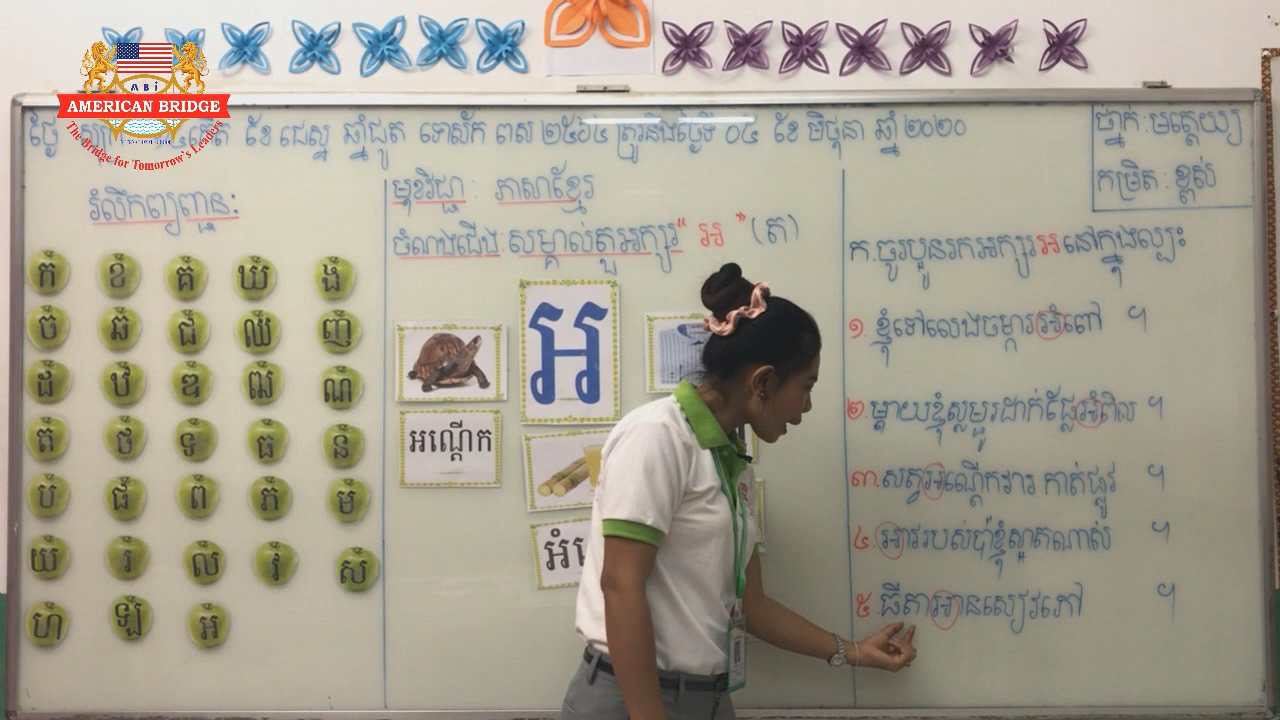 ABi
AMERICAN BRIDGE
The Bridge for Tomorrow's Leaders
ថ្ងៃ កើត ខែ ជេស្ឋ ឆ្នាំជូត ទោស័ក ពស ២៥៦៤ ត្រូវនឹងថ្ងៃទី ០៤ ខែ មិថុនា ឆ្នាំ ២០២០
ថ្នាក់ : មត្តេយ្យ
កម្រិត : ខ្ពស់
រំលឹកព្យញ្ជនៈ
ក ខ គ ឃ ង
ច ឆ ជ ឈ ញ
ដ ឋ ឌ ឍ ណ
ត ថ ទ ធ ន
ប ផ ព ភ ម
យ រ ល វ ស
ហ ឡ អ
មុខវិជ្ជា : ភាសាខ្មែរ
ចំណងជើង : សម្គាល់តួអក្សរ " អ " (ត)
អ
អណ្តើក
ក.ចូរប្អូនរកអក្សរ អ នៅក្នុងល្បះ
១. ខ្ញុំទៅលេងចម្ការអំពៅ ។
២. ម្តាយខ្ញុំស្លម្ជូរដាក់ផ្លែអំពិល ។
៣. សត្វអណ្តើកវារ កាត់ផ្លូវ ។
៤. អាវរបស់ប៉ាខ្ញុំស្អាតណាស់ ។
៥. ធីតាអានសៀវភៅ ។